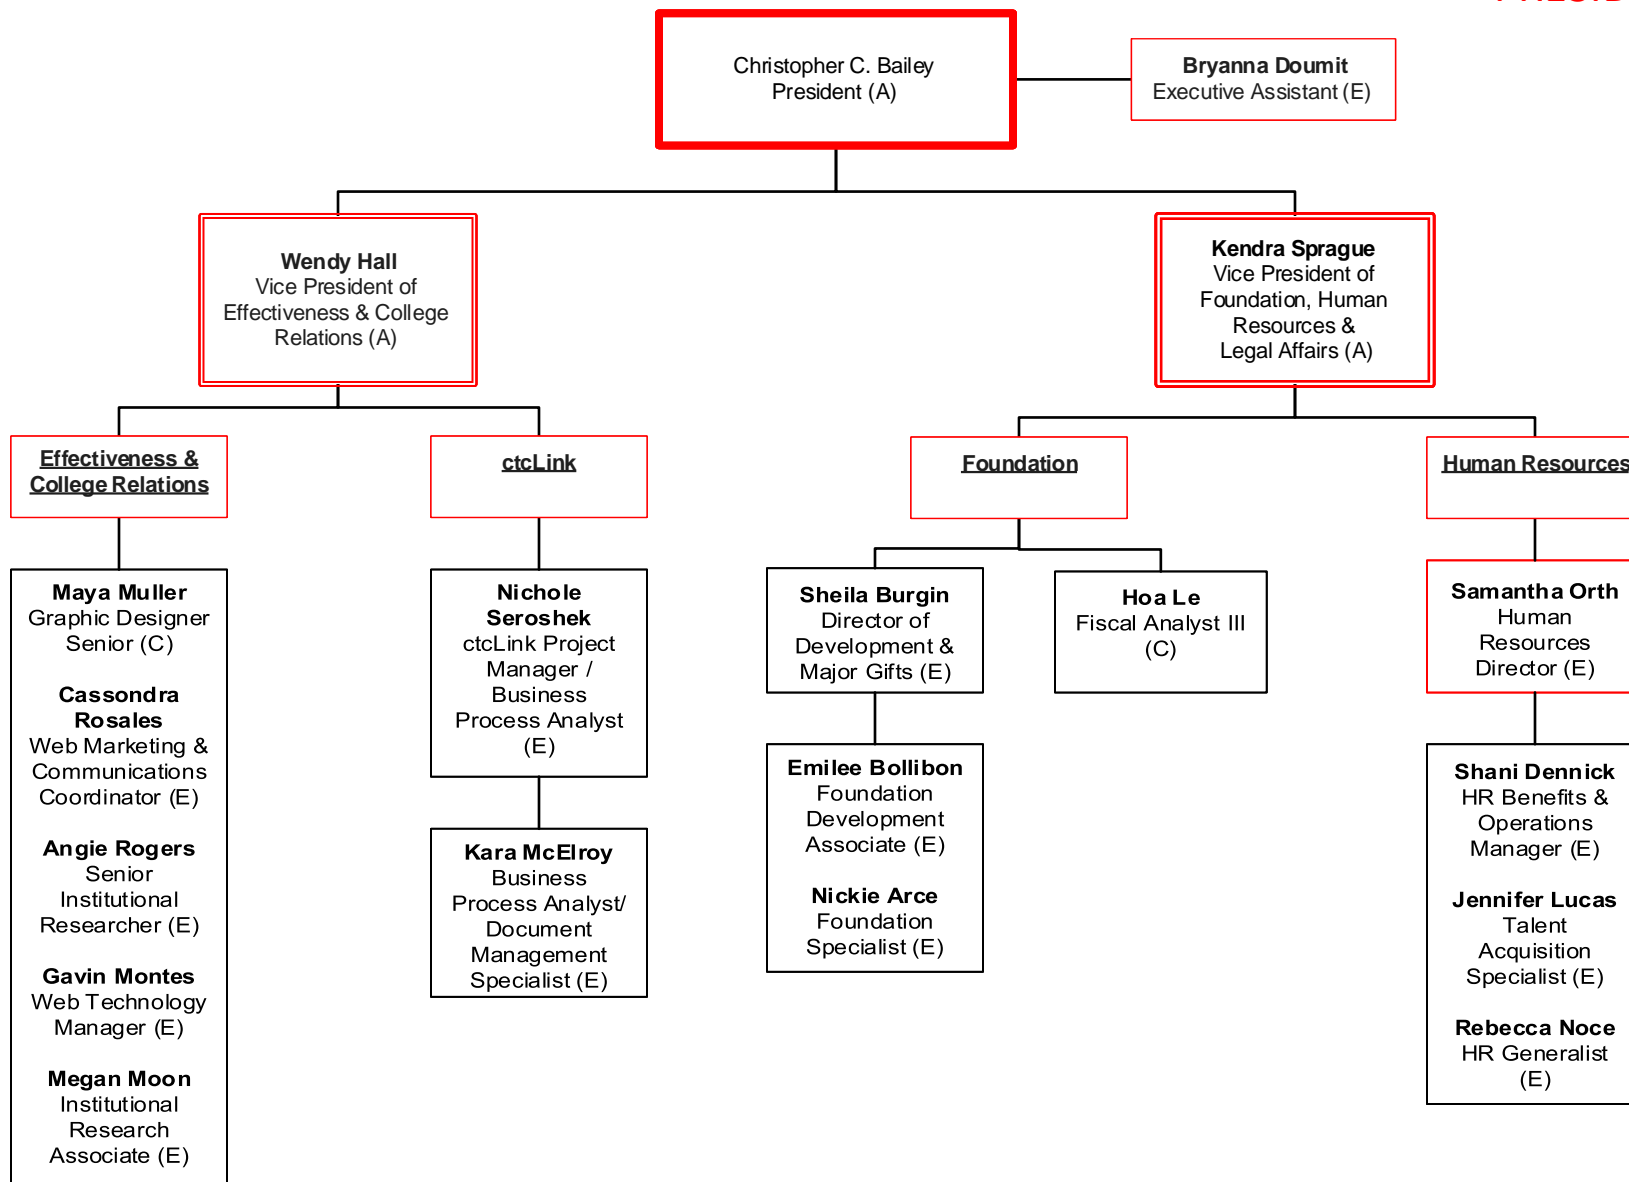 Christopher C. Bailey
President (A)
Bryanna Doumit
Executive Assistant (E)
Wendy Hall
Vice President of
Effectiveness & College
Relations (A)
Kendra Sprague
Vice President of
Foundation, Human
Resources &
Legal Affairs (A)
Effectiveness &
College Relations
ctcLink
Foundation
Human Resources
Maya Muller
Graphic Designer
Senior (C)
Cassondra
Rosales
Web Marketing &
Communications
Coordinator (E)
Angie Rogers
Senior
Institutional
Researcher (E)
Gavin Montes
Web Technology
Manager (E)
Megan Moon
Institutional
Research
Associate (E)
Nichole
Seroshek
ctcLink Project
Manager /
Business
Process Analyst
(E)
Kara McElroy
Business
Process Analyst/
Document
Management
Specialist (E)
Sheila Burgin
Director of
Development &
Major Gifts (E)
Emilee Bollibon
Foundation
Development
Associate (E)
Nickie Arce
Foundation
Specialist (E)
Hoa Le
Fiscal Analyst III
(C)
Samantha Orth
Human
Resources
Director (E)
Shani Dennick
HR Benefits &
Operations
Manager (E)
Jennifer Lucas
Talent
Acquisition
Specialist (E)
Rebecca Noce
HR Generalist
(E)